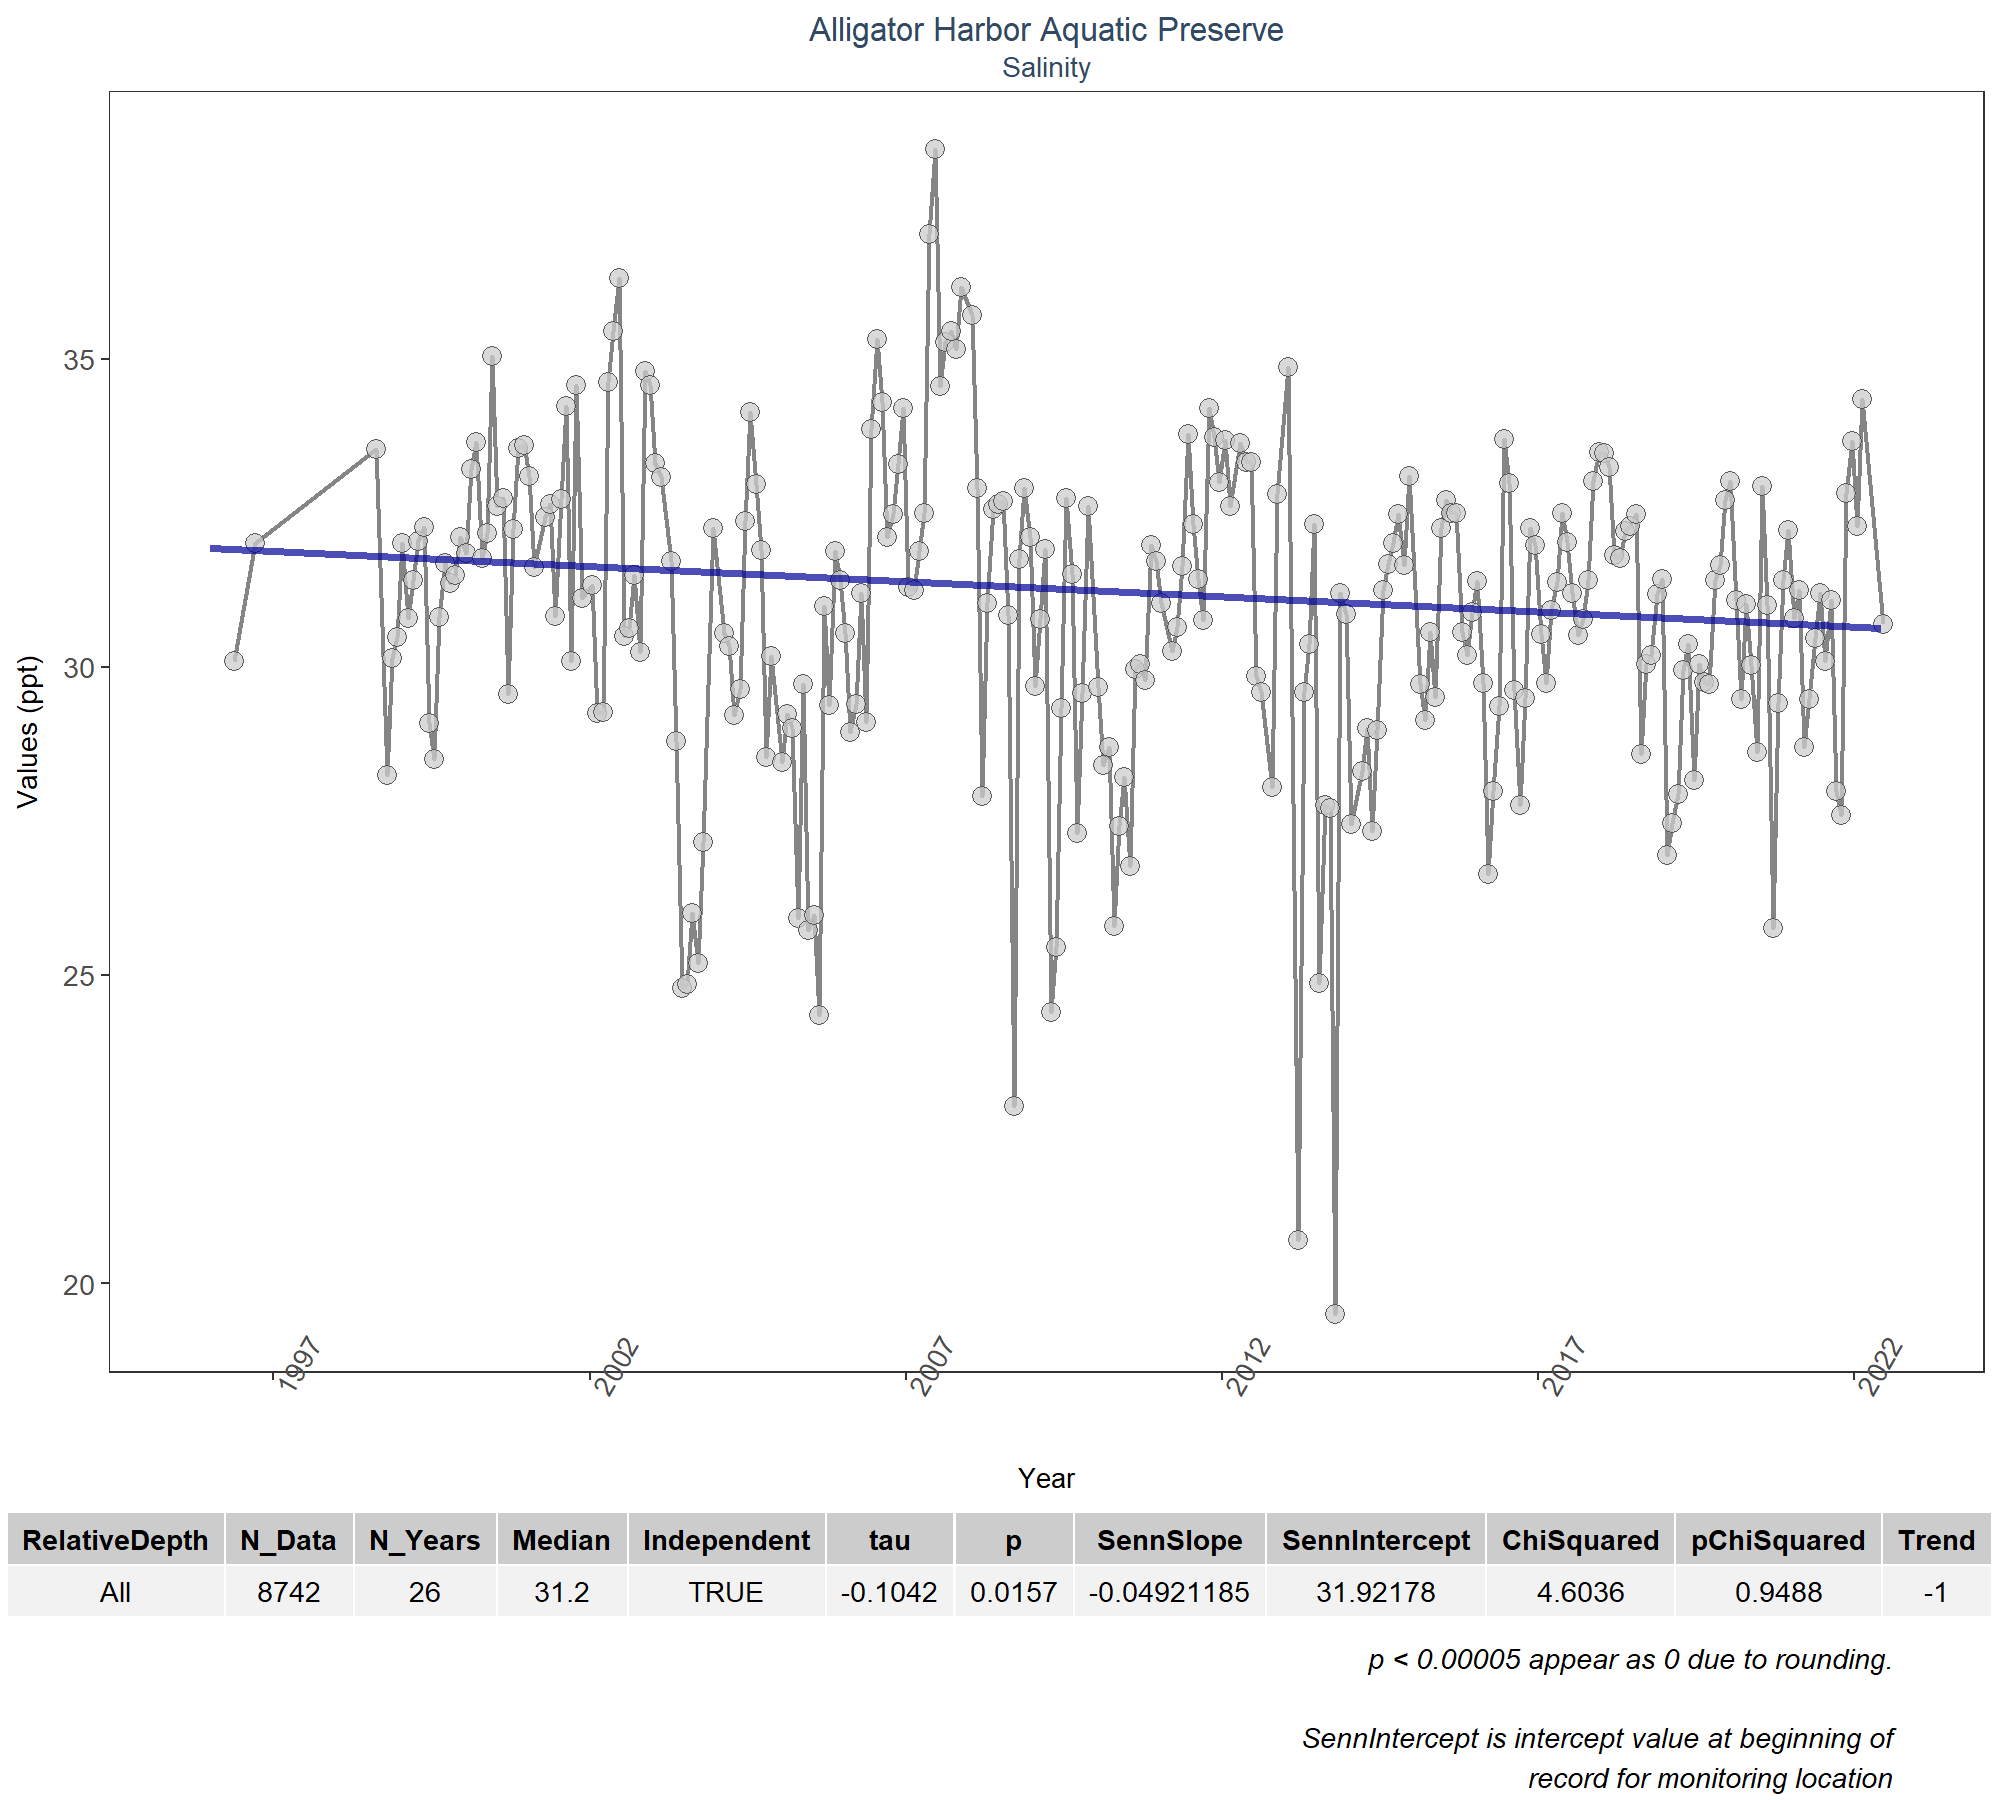 Alligator Harbor Aquatic Preserve
Salinity
Values (ppt)
35
30
25
20
1997 2002 2007 2012 2017 2022
Year
RelativeDepth N_Data N_Years Median Independent tau p SennSlope SennIntercept ChiSquared pChiSquared Trend
All 8742 26 31.2 TRUE -0.1042 0.0157 -0.04921185 31.92178 4.6036 0.9488 -1
p < 0.00005 appear as 0 due to rounding.
SennIntercept is intercept value at beginning of
record for monitoring location